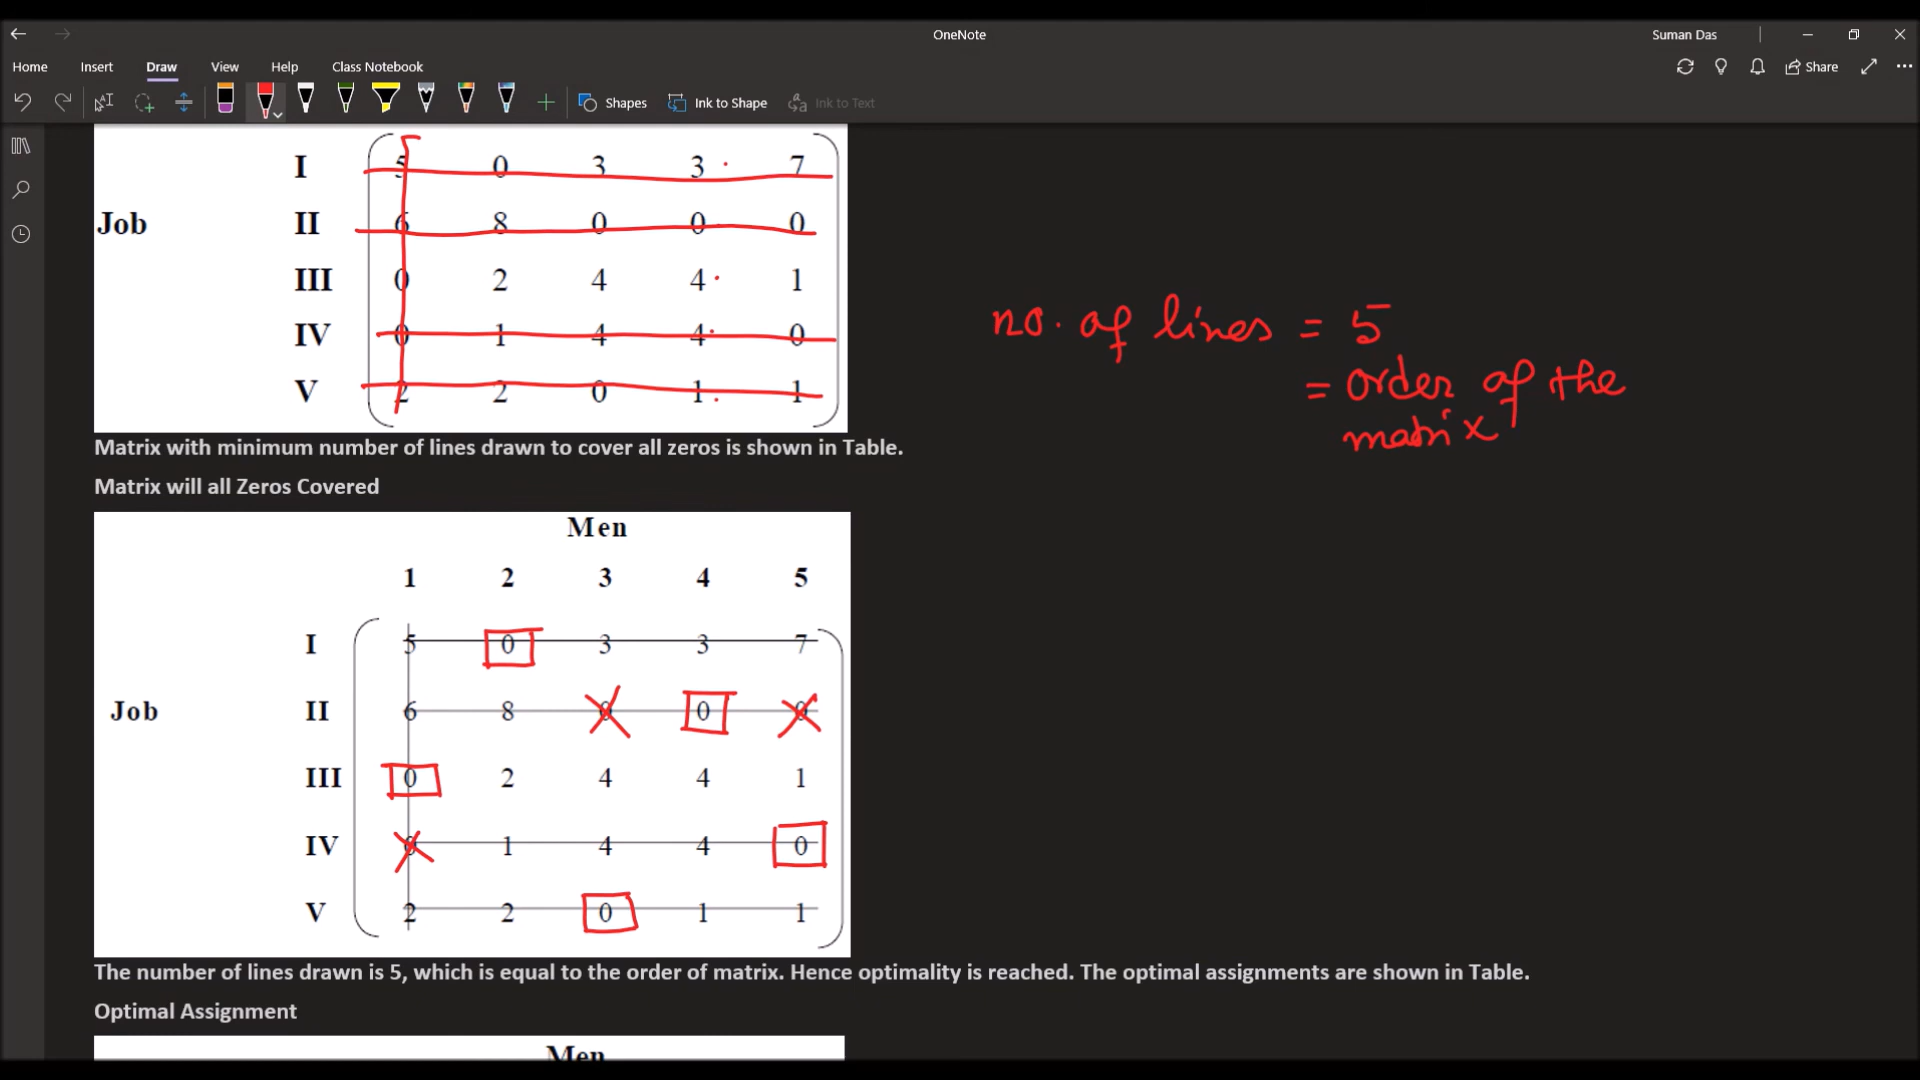 OneNote
Suman Das
Home Insert Draw View Help Class Notebook
Share
Shapes Ink to Shape Ink to Text
I 5 0 3 3 7
Job II 6 8 0 0 0
III 0 2 4 4 1
IV 0 1 4 4 0
V 2 2 0 1 1
no. of lines = 5
= order of the
matrix
Matrix with minimum number of lines drawn to cover all zeros is shown in Table.
Matrix will all Zeros Covered
Men
1 2 3 4 5
I 5 0 3 3 7
Job II 6 8 0 0 0
III 0 2 4 4 1
IV 0 1 4 4 0
V 2 2 0 1 1
The number of lines drawn is 5, which is equal to the order of matrix. Hence optimality is reached. The optimal assignments are shown in Table.
Optimal Assignment
Men